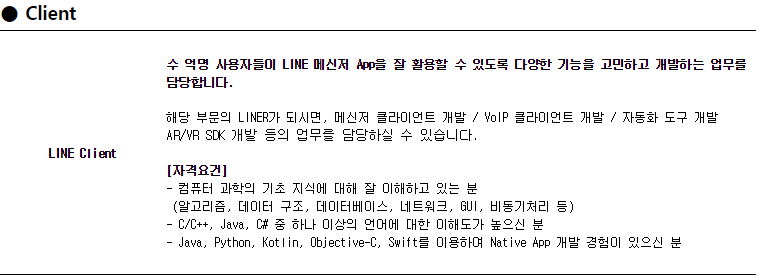 ● Client
수 억명 사용자들이 LINE 메신저 App을 잘 활용할 수 있도록 다양한 기능을 고민하고 개발하는 업무를
담당합니다.
해당 부문의 LINER가 되시면, 메신저 클라이언트 개발 / VoIP 클라이언트 개발 / 자동화 도구 개발
AR/VR SDK 개발 등의 업무를 담당하실 수 있습니다.
LINE Client
[자격요건]
- 컴퓨터 과학의 기초 지식에 대해 잘 이해하고 있는 분
(알고리즘, 데이터 구조, 데이터베이스, 네트워크, GUI, 비동기처리 등)
- C/C++, Java, C# 중 하나 이상의 언어에 대한 이해도가 높으신 분
- Java, Python, Kotlin, Objective-C, Swift를 이용하여 Native App 개발 경험이 있으신 분